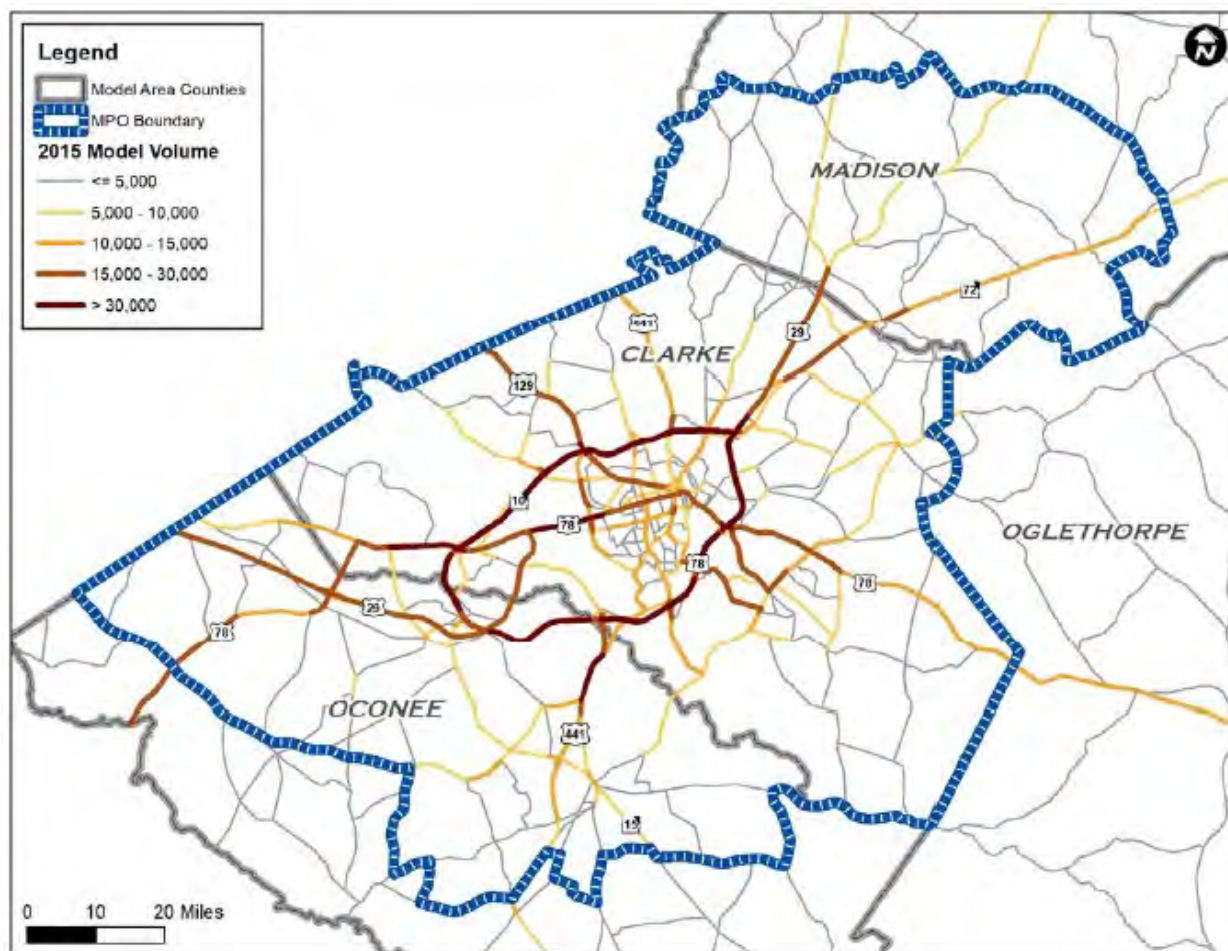 Legend
Model Area Counties
MPO Boundary
2015 Model Volume
<= 5,000
5,000 - 10,000
10,000 - 15,000
15,000 - 30,000
> 30,000
N
MADISON
72
441
29
CLARKE
129
10
78
OGLETHORPE
78
78
29
78
OCONEE
441
15
0 10 20 Miles